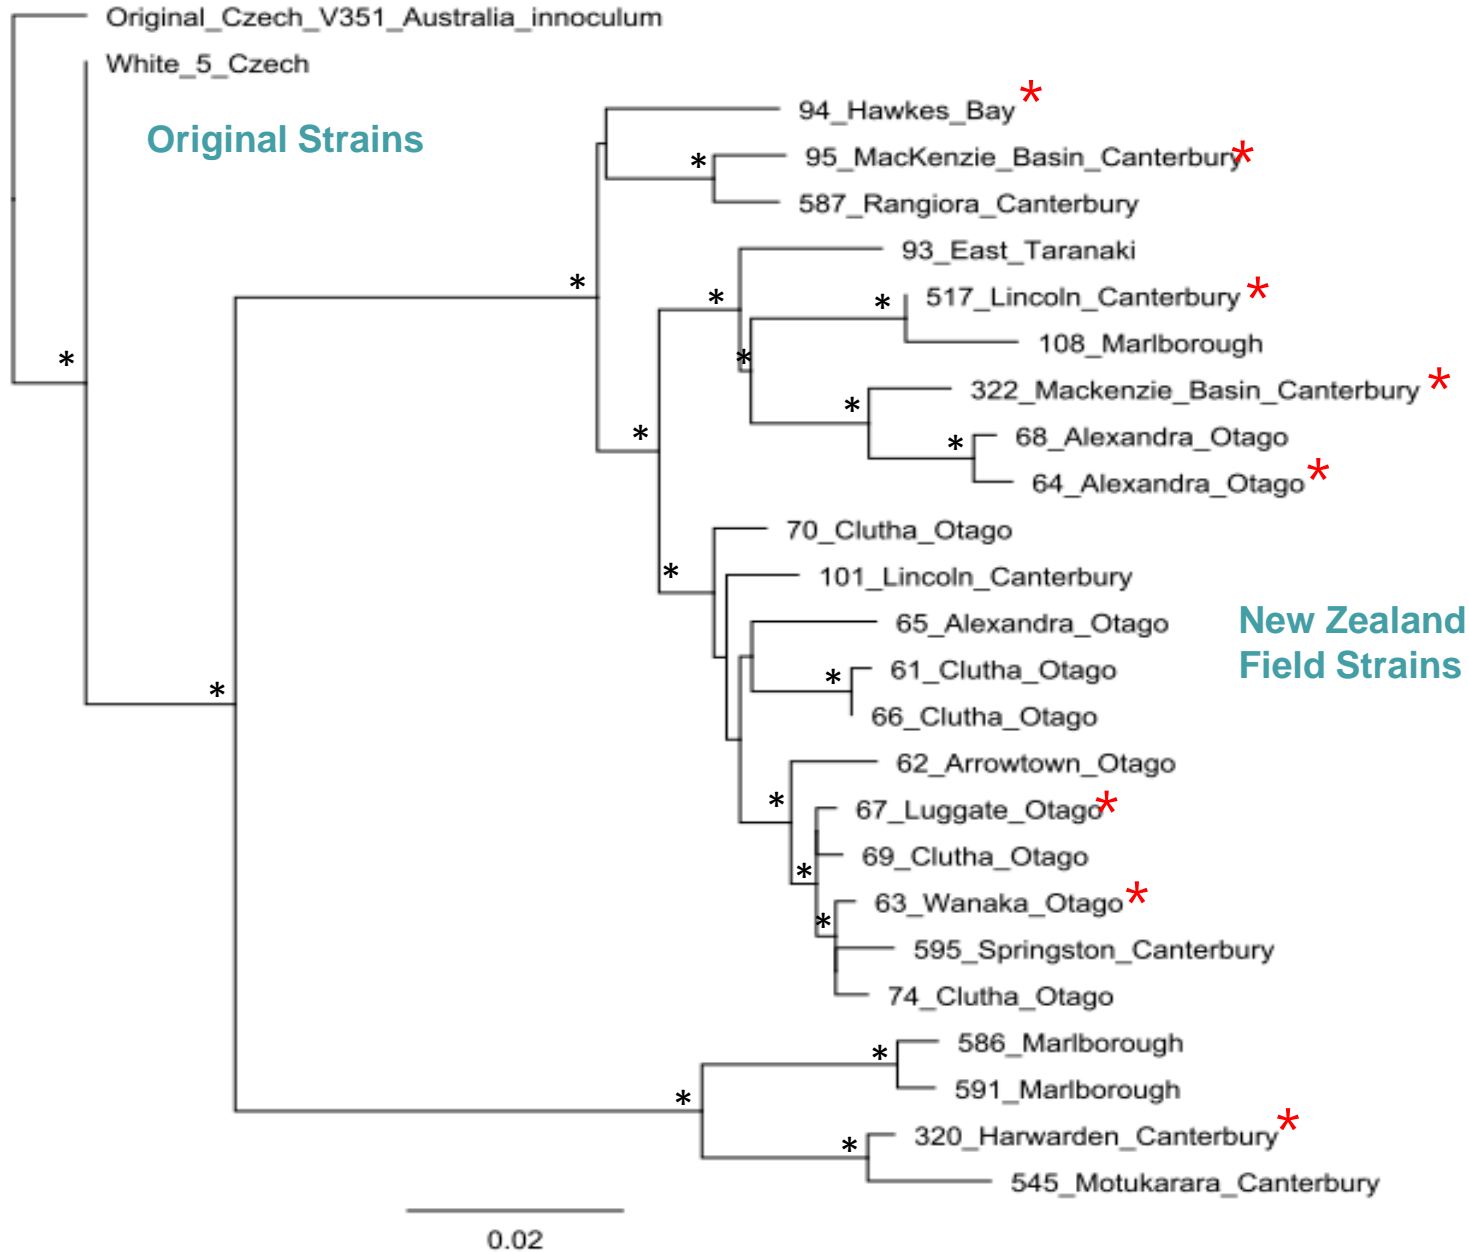 Original_Czech_V351_Australia_innoculum
White_5_Czech
Original Strains
94_Hawkes_Bay*
*
95_MacKenzie_Basin_Canterbury*
587_Rangiora_Canterbury
93_East_Taranaki
*
*
*
517_Lincoln_Canterbury*
108_Marlborough
*
*
322_Mackenzie_Basin_Canterbury*
*
*
*
68_Alexandra_Otago
64_Alexandra_Otago*
70_Clutha_Otago
*
101_Lincoln_Canterbury
65_Alexandra_Otago
New Zealand
Field Strains
*
61_Clutha_Otago
*
66_Clutha_Otago
62_Arrowtown_Otago
*
67_Luggate_Otago*
69_Clutha_Otago
*
63_Wanaka_Otago*
*
595_Springston_Canterbury
74_Clutha_Otago
*
586_Marlborough
591_Marlborough
*
320_Harwarden_Canterbury*
*
545_Motukarara_Canterbury
0.02